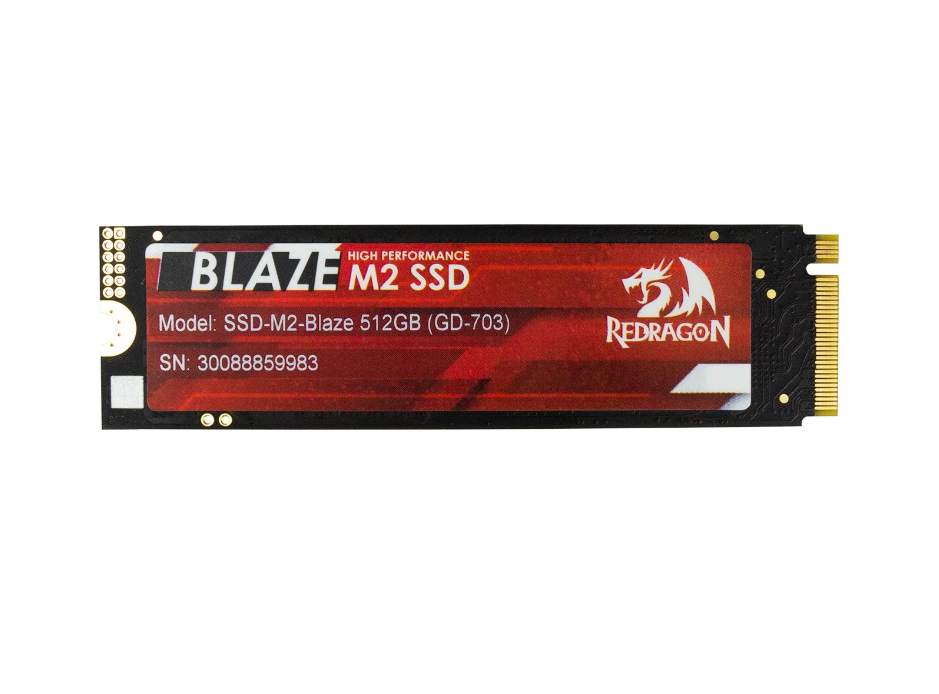 BLAZE
HIGH PERFORMANCE
M2 SSD
Model: SSD-M2-Blaze 512GB (GD-703)
SN: 30088859983
REDRAGON